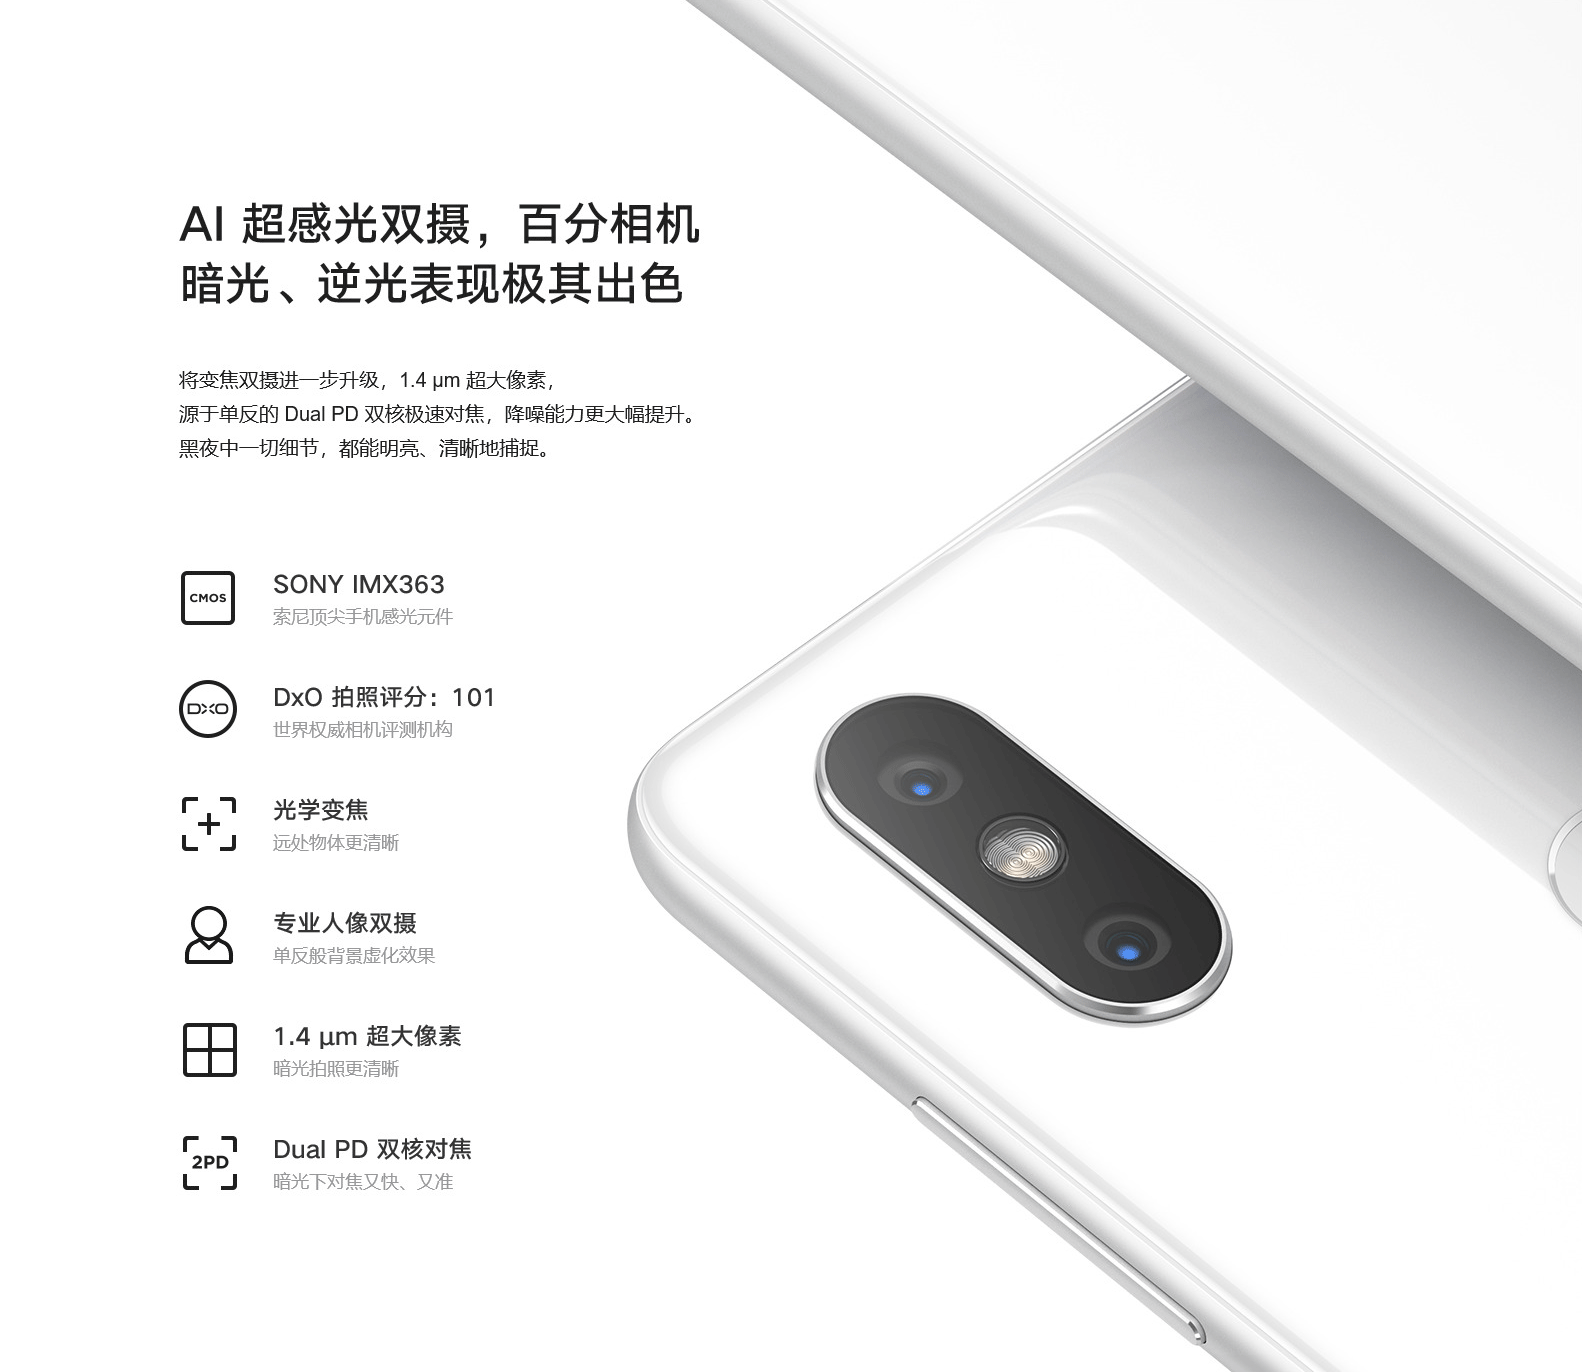 AI 超感光双摄，百分相机
暗光、逆光表现极其出色
将变焦双摄进一步升级，1.4 μm 超大像素，
源于单反的 Dual PD 双核极速对焦，降噪能力更大幅提升。
黑夜中一切细节，都能明亮、清晰地捕捉。
CMOS
SONY IMX363
索尼顶尖手机感光元件
DXO
DxO 拍照评分：101
世界权威相机评测机构
光学变焦
远处物体更清晰
专业人像双摄
单反般背景虚化效果
1.4 μm 超大像素
暗光拍照更清晰
2PD
Dual PD 双核对焦
暗光下对焦又快、又准